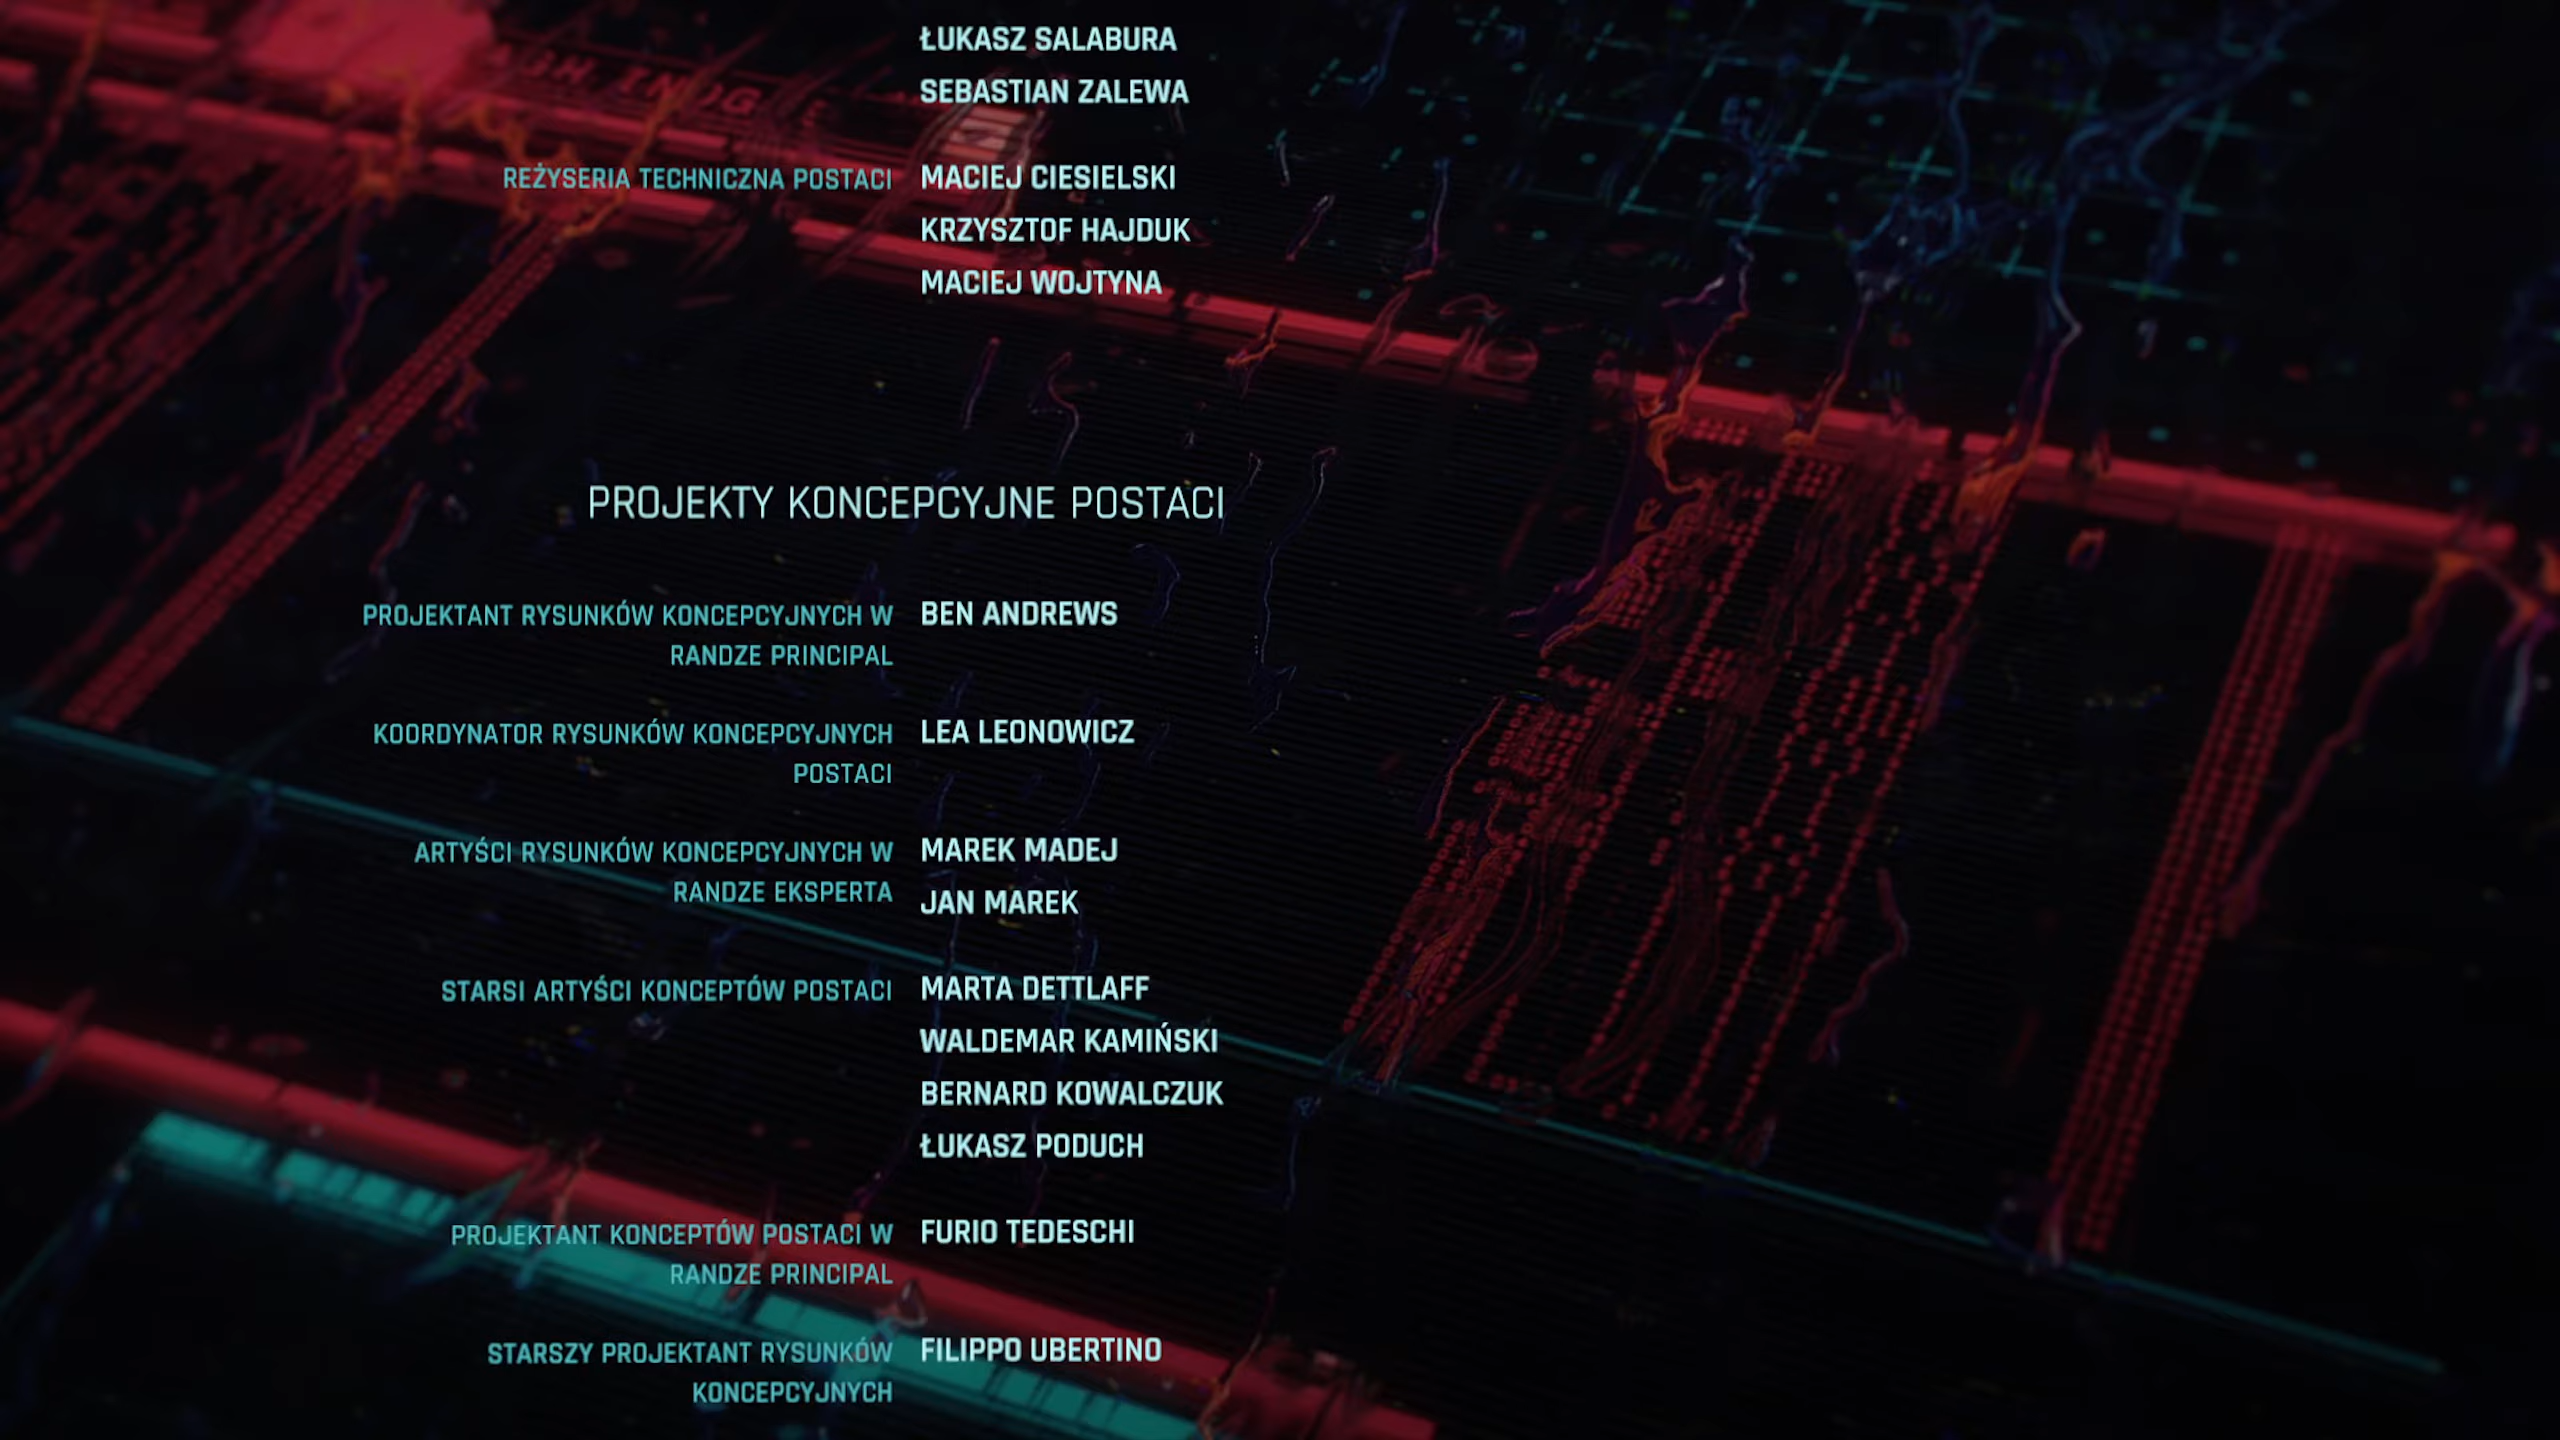 ŁUKASZ SALABURA
SEBASTIAN ZALEWA
REŻYSERIA TECHNICZNA POSTACI MACIEJ CIESIELSKI
KRZYSZTOF HAJDUK
MACIEJ WOJTYNA
PROJEKTY KONCEPCYJNE POSTACI
PROJEKTANT RYSUNKÓW KONCEPCYJNYCH W BEN ANDREWS
RANDZE PRINCIPAL
KOORDYNATOR RYSUNKÓW KONCEPCYJNYCH LEA LEONOWICZ
POSTACI
ARTYŚCI RYSUNKÓW KONCEPCYJNYCH W MAREK MADEJ
RANDZE EKSPERTA JAN MAREK
STARSI ARTYŚCI KONCEPTÓW POSTACI MARTA DETTLAFF
WALDEMAR KAMIŃSKI
BERNARD KOWALCZUK
ŁUKASZ PODUCH
PROJEKTANT KONCEPTÓW POSTACI W FURIO TEDESCHI
RANDZE PRINCIPAL
STARSZY PROJEKTANT RYSUNKÓW FILIPPO UBERTINO
KONCEPCYJNYCH